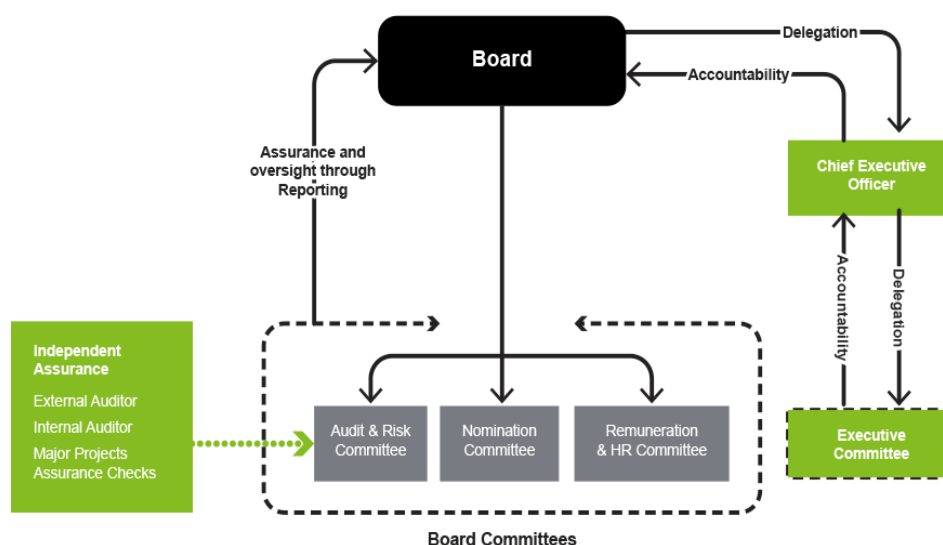 Board
Delegation
Accountability
Assurance and
oversight through
Reporting
Chief Executive
Officer
Accountability
Delegation
Independent
Assurance
External Auditor
Internal Auditor
Major Projects
Assurance Checks
Audit & Risk
Committee
Nomination
Committee
Remuneration
& HR Committee
Executive
Committee
Board Committees